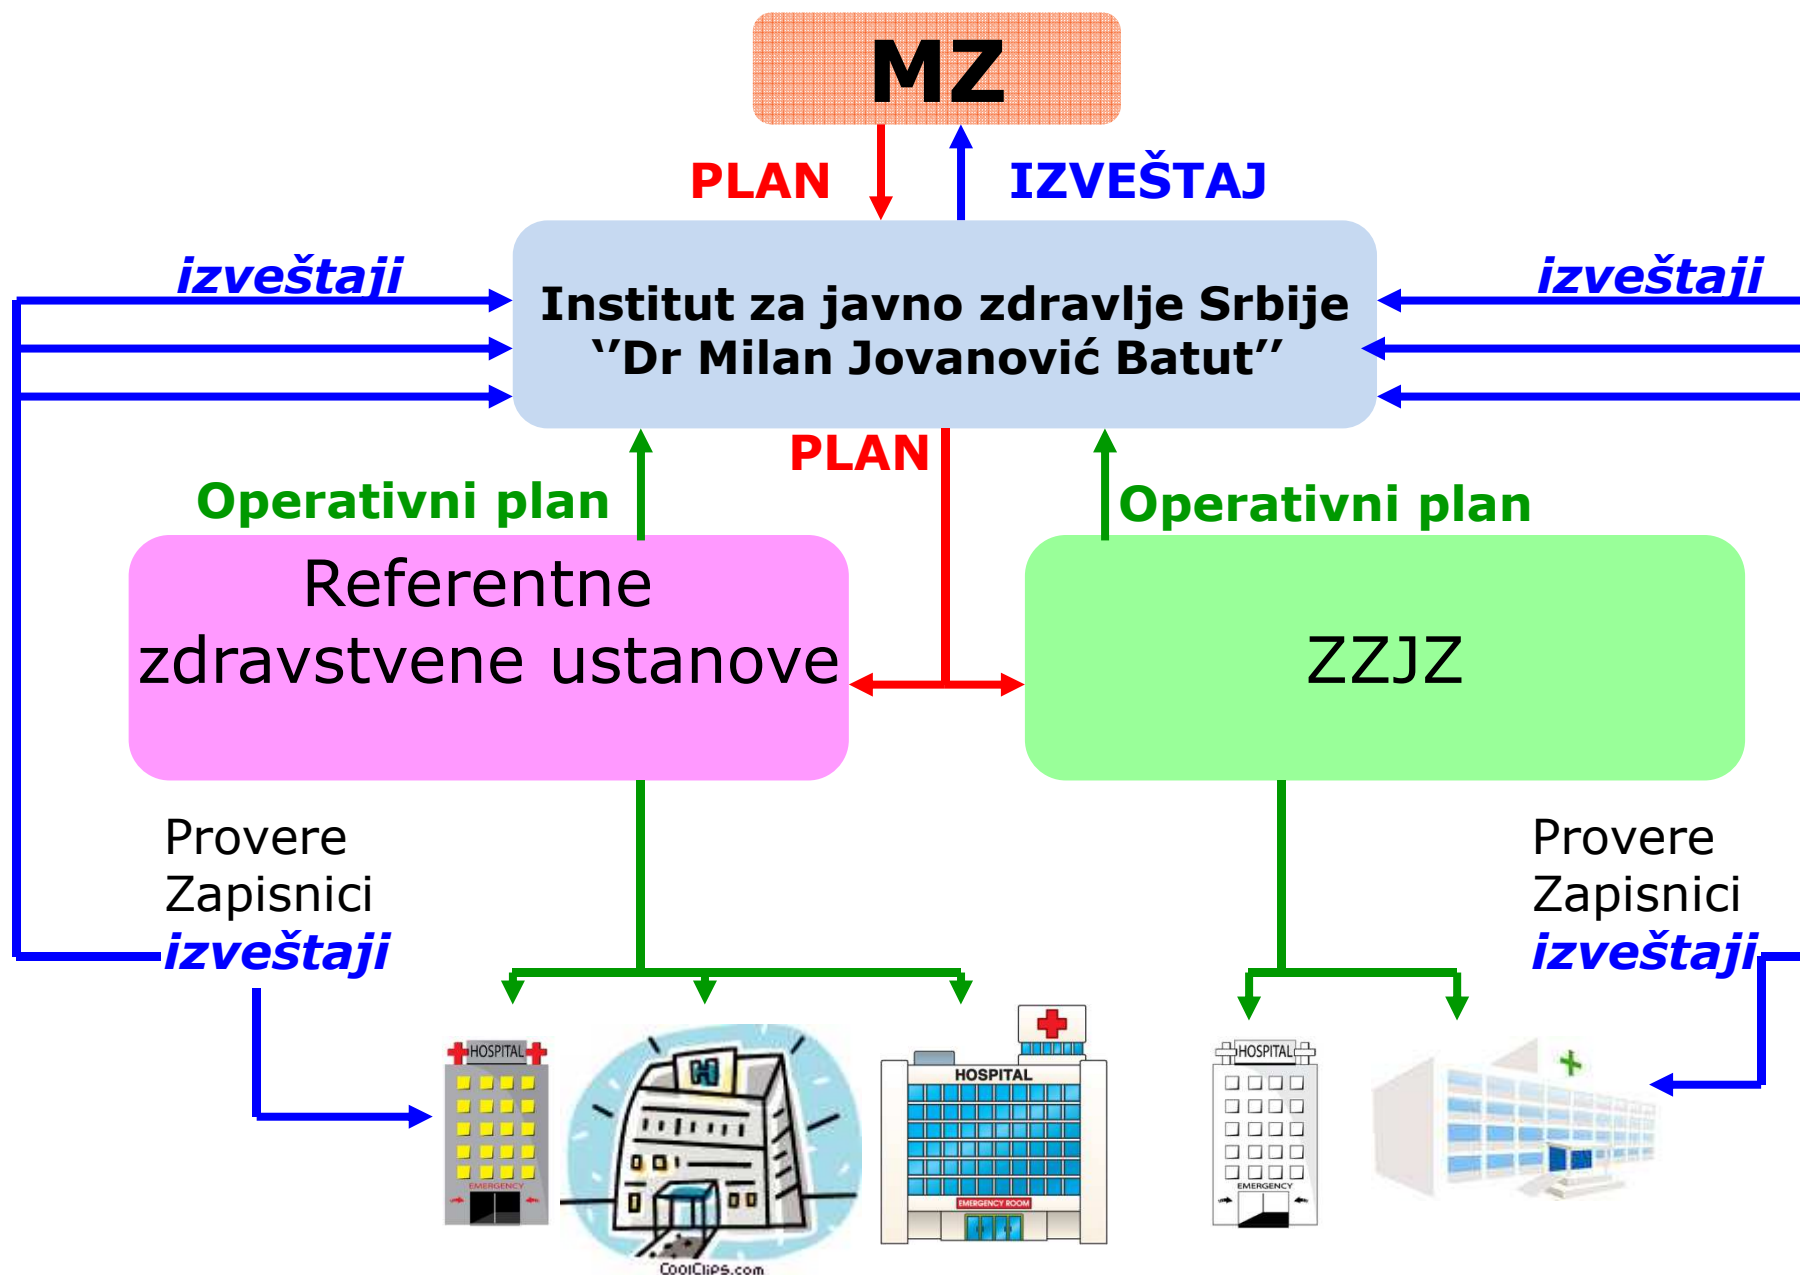 MZ
PLAN
IZVEŠTAJ
izveštaji
izveštaji
Institut za javno zdravlje Srbije
‘’Dr Milan Jovanović Batut’’
PLAN
Operativni plan
Operativni plan
Referentne
zdravstvene ustanove
ZZJZ
Provere
Zapisnici
izveštaji
Provere
Zapisnici
izveštaji
HOSPITAL
EMERGENCY
H
CoolClips.com
HOSPITAL
EMERGENCY ROOM
HOSPITAL
EMERGENCY